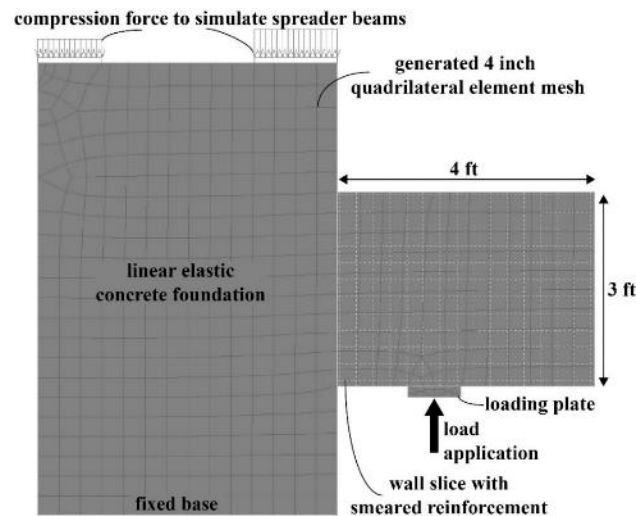 compression force to simulate spreader beams
generated 4 inch
quadrilateral element mesh
4 ft
linear elastic
concrete foundation
3 ft
loading plate
load
application
wall slice with
smeared reinforcement
fixed base